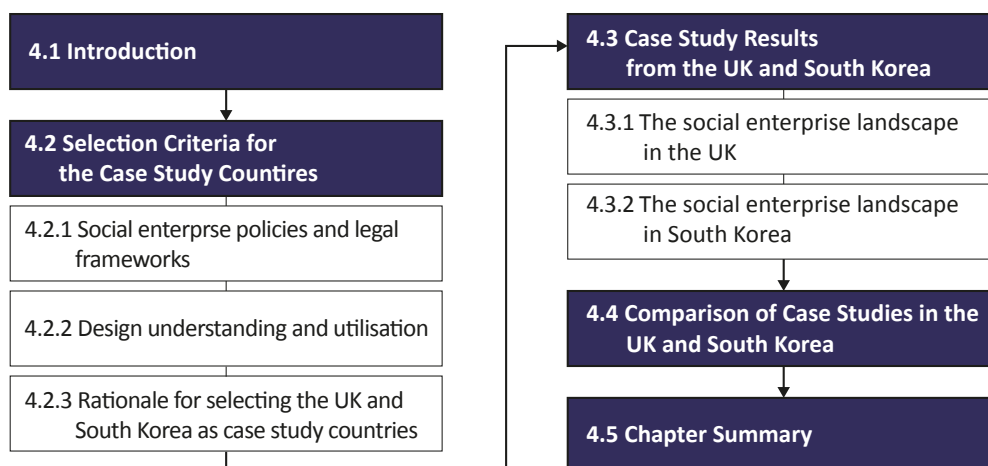 4.1 Introduction
4.2 Selection Criteria for
the Case Study Countires
4.2.1 Social enterprse policies and legal
frameworks
4.2.2 Design understanding and utilisation
4.2.3 Rationale for selecting the UK and
South Korea as case study countries
4.3 Case Study Results
from the UK and South Korea
4.3.1 The social enterprise landscape
in the UK
4.3.2 The social enterprise landscape
in South Korea
4.4 Comparison of Case Studies in the
UK and South Korea
4.5 Chapter Summary